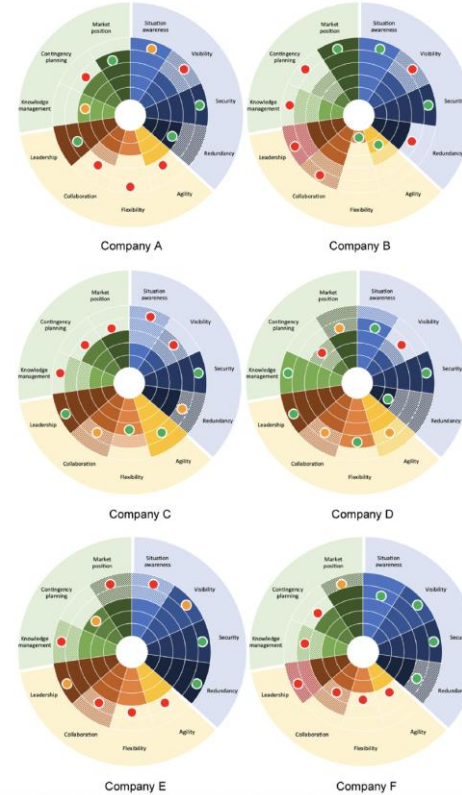 Market
position
Situation
awareness
Contingency
planning
Visibility
Knowledge
management
Security
Leadership
Redundancy
Collaboration
Agility
Flexibility
Company A
Market
position
Situation
awareness
Contingency
planning
Visibility
Knowledge
management
Security
Leadership
Redundancy
Collaboration
Agility
Flexibility
Company B
Market
position
Situation
awareness
Contingency
planning
Visibility
Knowledge
management
Security
Leadership
Redundancy
Collaboration
Agility
Flexibility
Company C
Market
position
Situation
awareness
Contingency
planning
Visibility
Knowledge
management
Security
Leadership
Redundancy
Collaboration
Agility
Flexibility
Company D
Market
position
Situation
awareness
Contingency
planning
Visibility
Knowledge
management
Security
Leadership
Redundancy
Collaboration
Agility
Flexibility
Company E
Market
position
Situation
awareness
Contingency
planning
Visibility
Knowledge
management
Security
Leadership
Redundancy
Collaboration
Agility
Flexibility
Company F